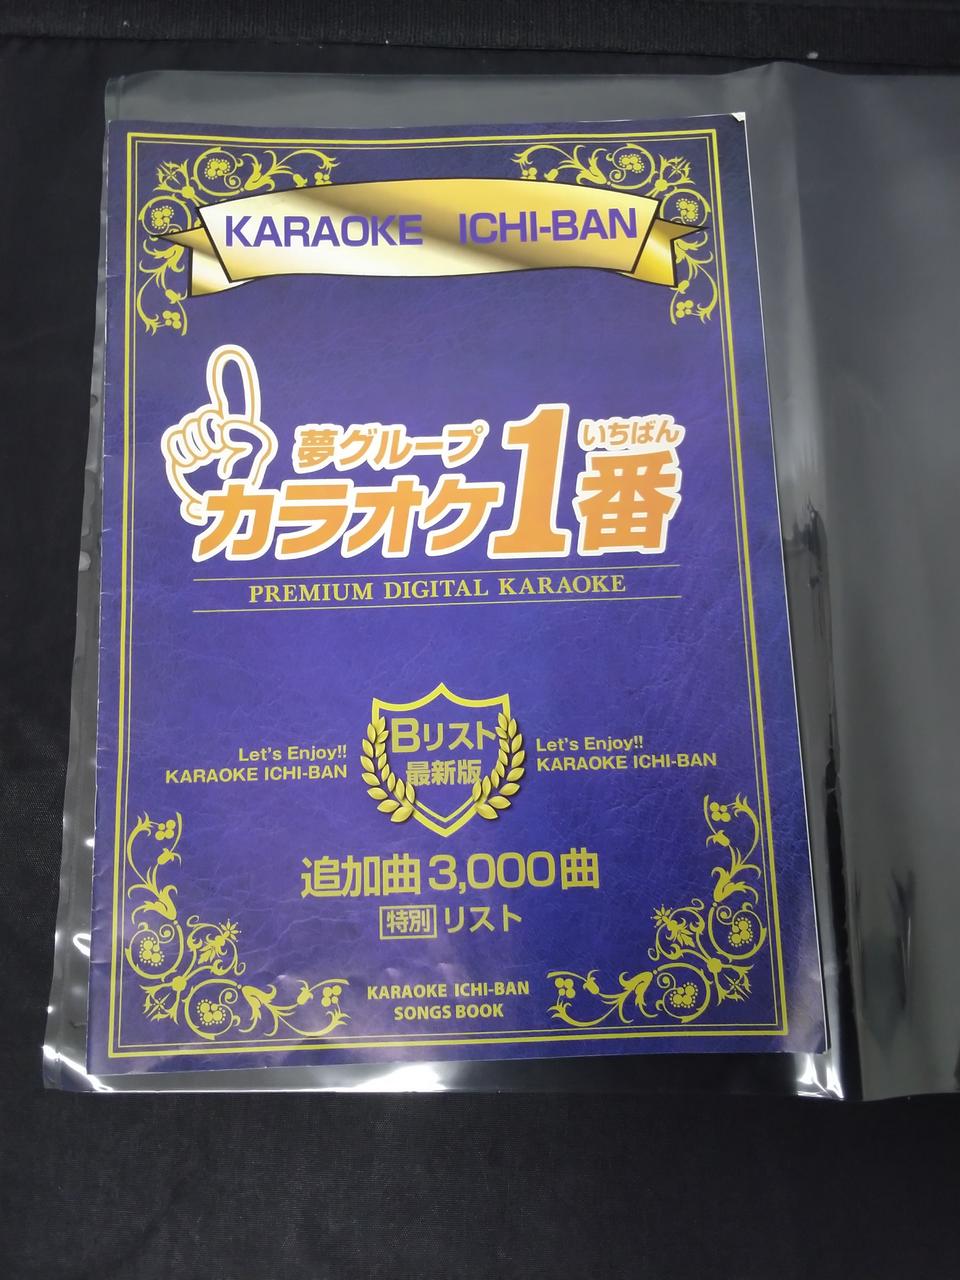 KARAOKE ICHI-BAN
夢グループ
いちばん
カラオケ1番
PREMIUM DIGITAL KARAOKE
Let's Enjoy!!
KARAOKE ICHI-BAN
Bリスト
最新版
Let's Enjoy!!
KARAOKE ICHI-BAN
追加曲3,000曲
特別リスト
KARAOKE ICHI-BAN
SONGS BOOK